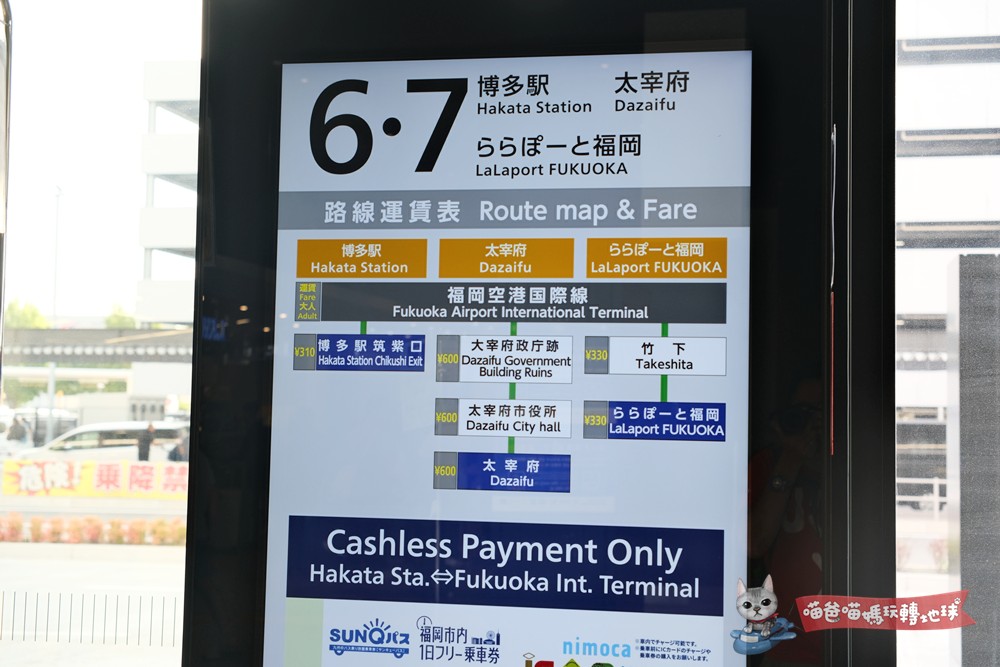 6・7
博多駅
Hakata Station
太宰府
Dazaifu
ららぽーと福岡
LaLaport FUKUOKA
路線運賃表 Route map & Fare
博多駅
Hakata Station
太宰府
Dazaifu
ららぽーと福岡
LaLaport FUKUOKA
運賃
Fare
大人
Adult
福岡空港国際線
Fukuoka Airport International Terminal
¥310
博多駅筑紫口
Hakata Station Chikushi Exit
¥600
大宰府政庁跡
Dazaifu Government
Building Ruins
¥330
竹下
Takeshita
¥600
太宰府市役所
Dazaifu City hall
¥330
ららぽーと福岡
LaLaport FUKUOKA
¥600
太宰府
Dazaifu
Cashless Payment Only
Hakata Sta.⇔Fukuoka Int. Terminal
SUNQパス
福岡市内
1日フリー乗車券
nimoca
乗降禁
喵爸喵媽玩轉地球